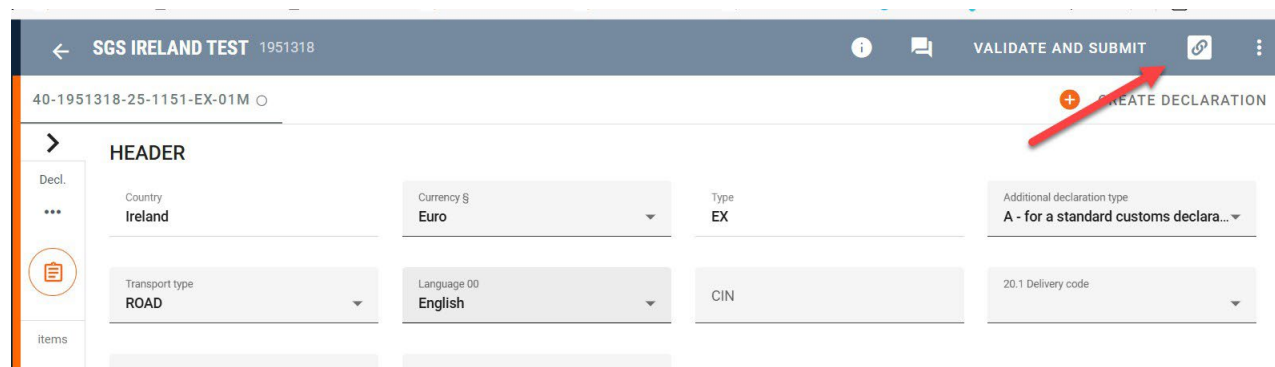 SGS IRELAND TEST 1951318
VALIDATE AND SUBMIT
40-1951318-25-1151-EX-01M
CREATE DECLARATION
HEADER
Decl.
Country
Ireland
Currency §
Euro
Type
EX
Additional declaration type
A - for a standard customs declara...
Transport type
ROAD
Language 00
English
CIN
20.1 Delivery code
items